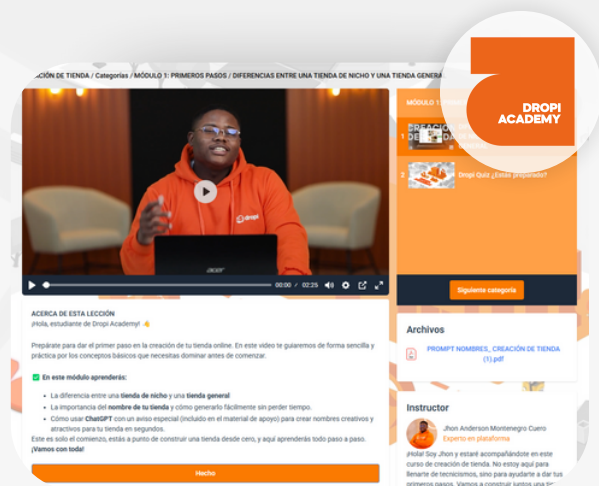 CIÓN DE TIENDA / Categorías / MÓDULO 1: PRIMEROS PASOS / DIFERENCIAS ENTRE UNA TIENDA DE NICHO Y UNA TIENDA GENERA
DROPI
ACADEMY
MÓDULO 1:
1
2 Dropi Quiz ¿Estas preparado?
dropi
acer
00:00 / 02:25
Siguiente categoría
ACERCA DE ESTA LECCIÓN
¡Hola, estudiante de Dropi Academy!
Prepárate para dar el primer paso en la creación de tu tienda online. En este video te guiaremos de forma sencilla y
práctica por los conceptos básicos que necesitas dominar antes de comenzar.
En este módulo aprenderás:
La diferencia entre una tienda de nicho y una tienda general
La importancia del nombre de tu tienda y cómo generarlo fácilmente sin perder tiempo.
Cómo usar ChatGPT con un aviso especial (incluido en el material de apoyo) para crear nombres creativos y
atractivos para tu tienda en segundos.
Este es solo el comienzo, estás a punto de construir una tienda desde cero, y aquí aprenderás todo paso a paso.
¡Vamos con toda!
Hecho
Archivos
PROMPT NOMBRES_ CREACIÓN DE TIENDA
(1).pdf
Instructor
Jhon Anderson Montenegro Cuero
Experto en plataforma
¡Hola! Soy Jhon y estaré acompañándote en este
curso de creación de tienda. No estoy aquí para
llenarte de tecnicismos, sino para ayudarte a dar tus
primeros pasos. Vamos a construir juntos una